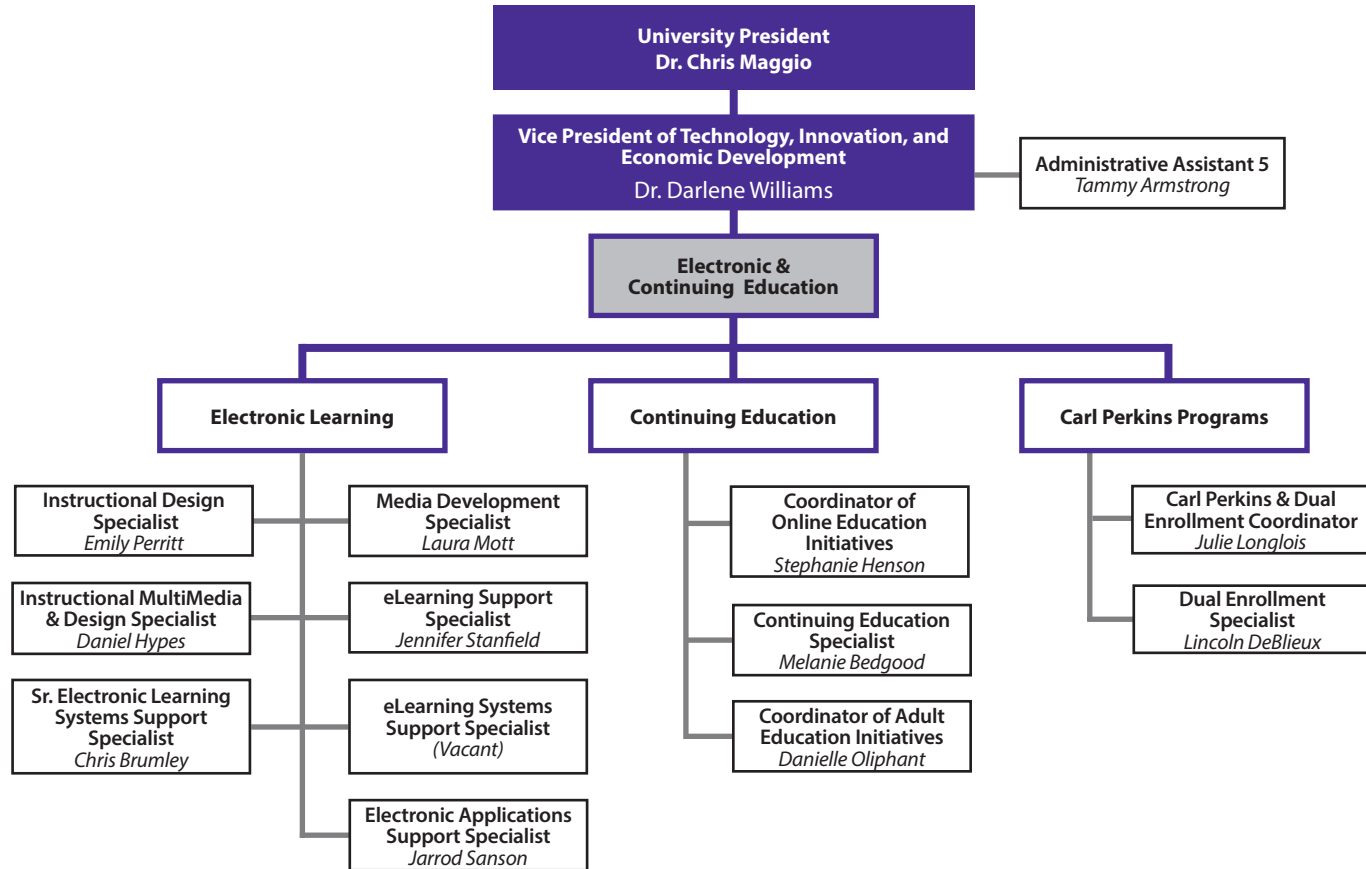 University President
Dr. Chris Maggio
Vice President of Technology, Innovation, and
Economic Development
Dr. Darlene Williams
Administrative Assistant 5
Tammy Armstrong
Electronic &
Continuing Education
Electronic Learning
Continuing Education
Carl Perkins Programs
Instructional Design
Specialist
Emily Perritt
Media Development
Specialist
Laura Mott
Instructional MultiMedia
& Design Specialist
Daniel Hypes
eLearning Support
Specialist
Jennifer Stanfield
Sr. Electronic Learning
Systems Support
Specialist
Chris Brumley
eLearning Systems
Support Specialist
(Vacant)
Electronic Applications
Support Specialist
Jarrod Sanson
Coordinator of
Online Education
Initiatives
Stephanie Henson
Continuing Education
Specialist
Melanie Bedgood
Coordinator of Adult
Education Initiatives
Danielle Oliphant
Carl Perkins & Dual
Enrollment Coordinator
Julie Longlois
Dual Enrollment
Specialist
Lincoln DeBlieux